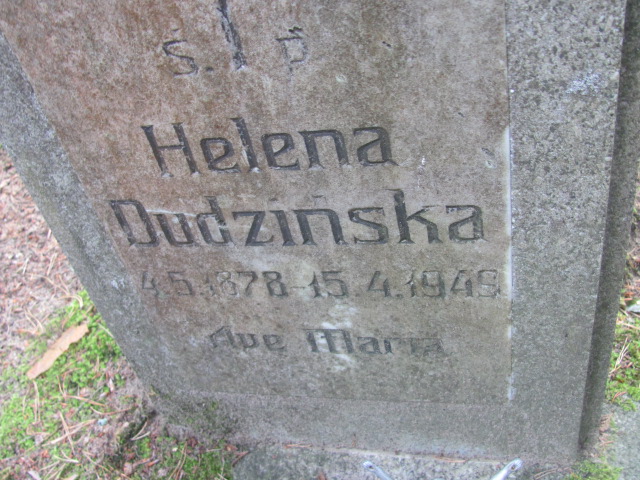 Ś. P
Helena
Dudzińska
4.5.1878-15.4.1949
Ave Maria